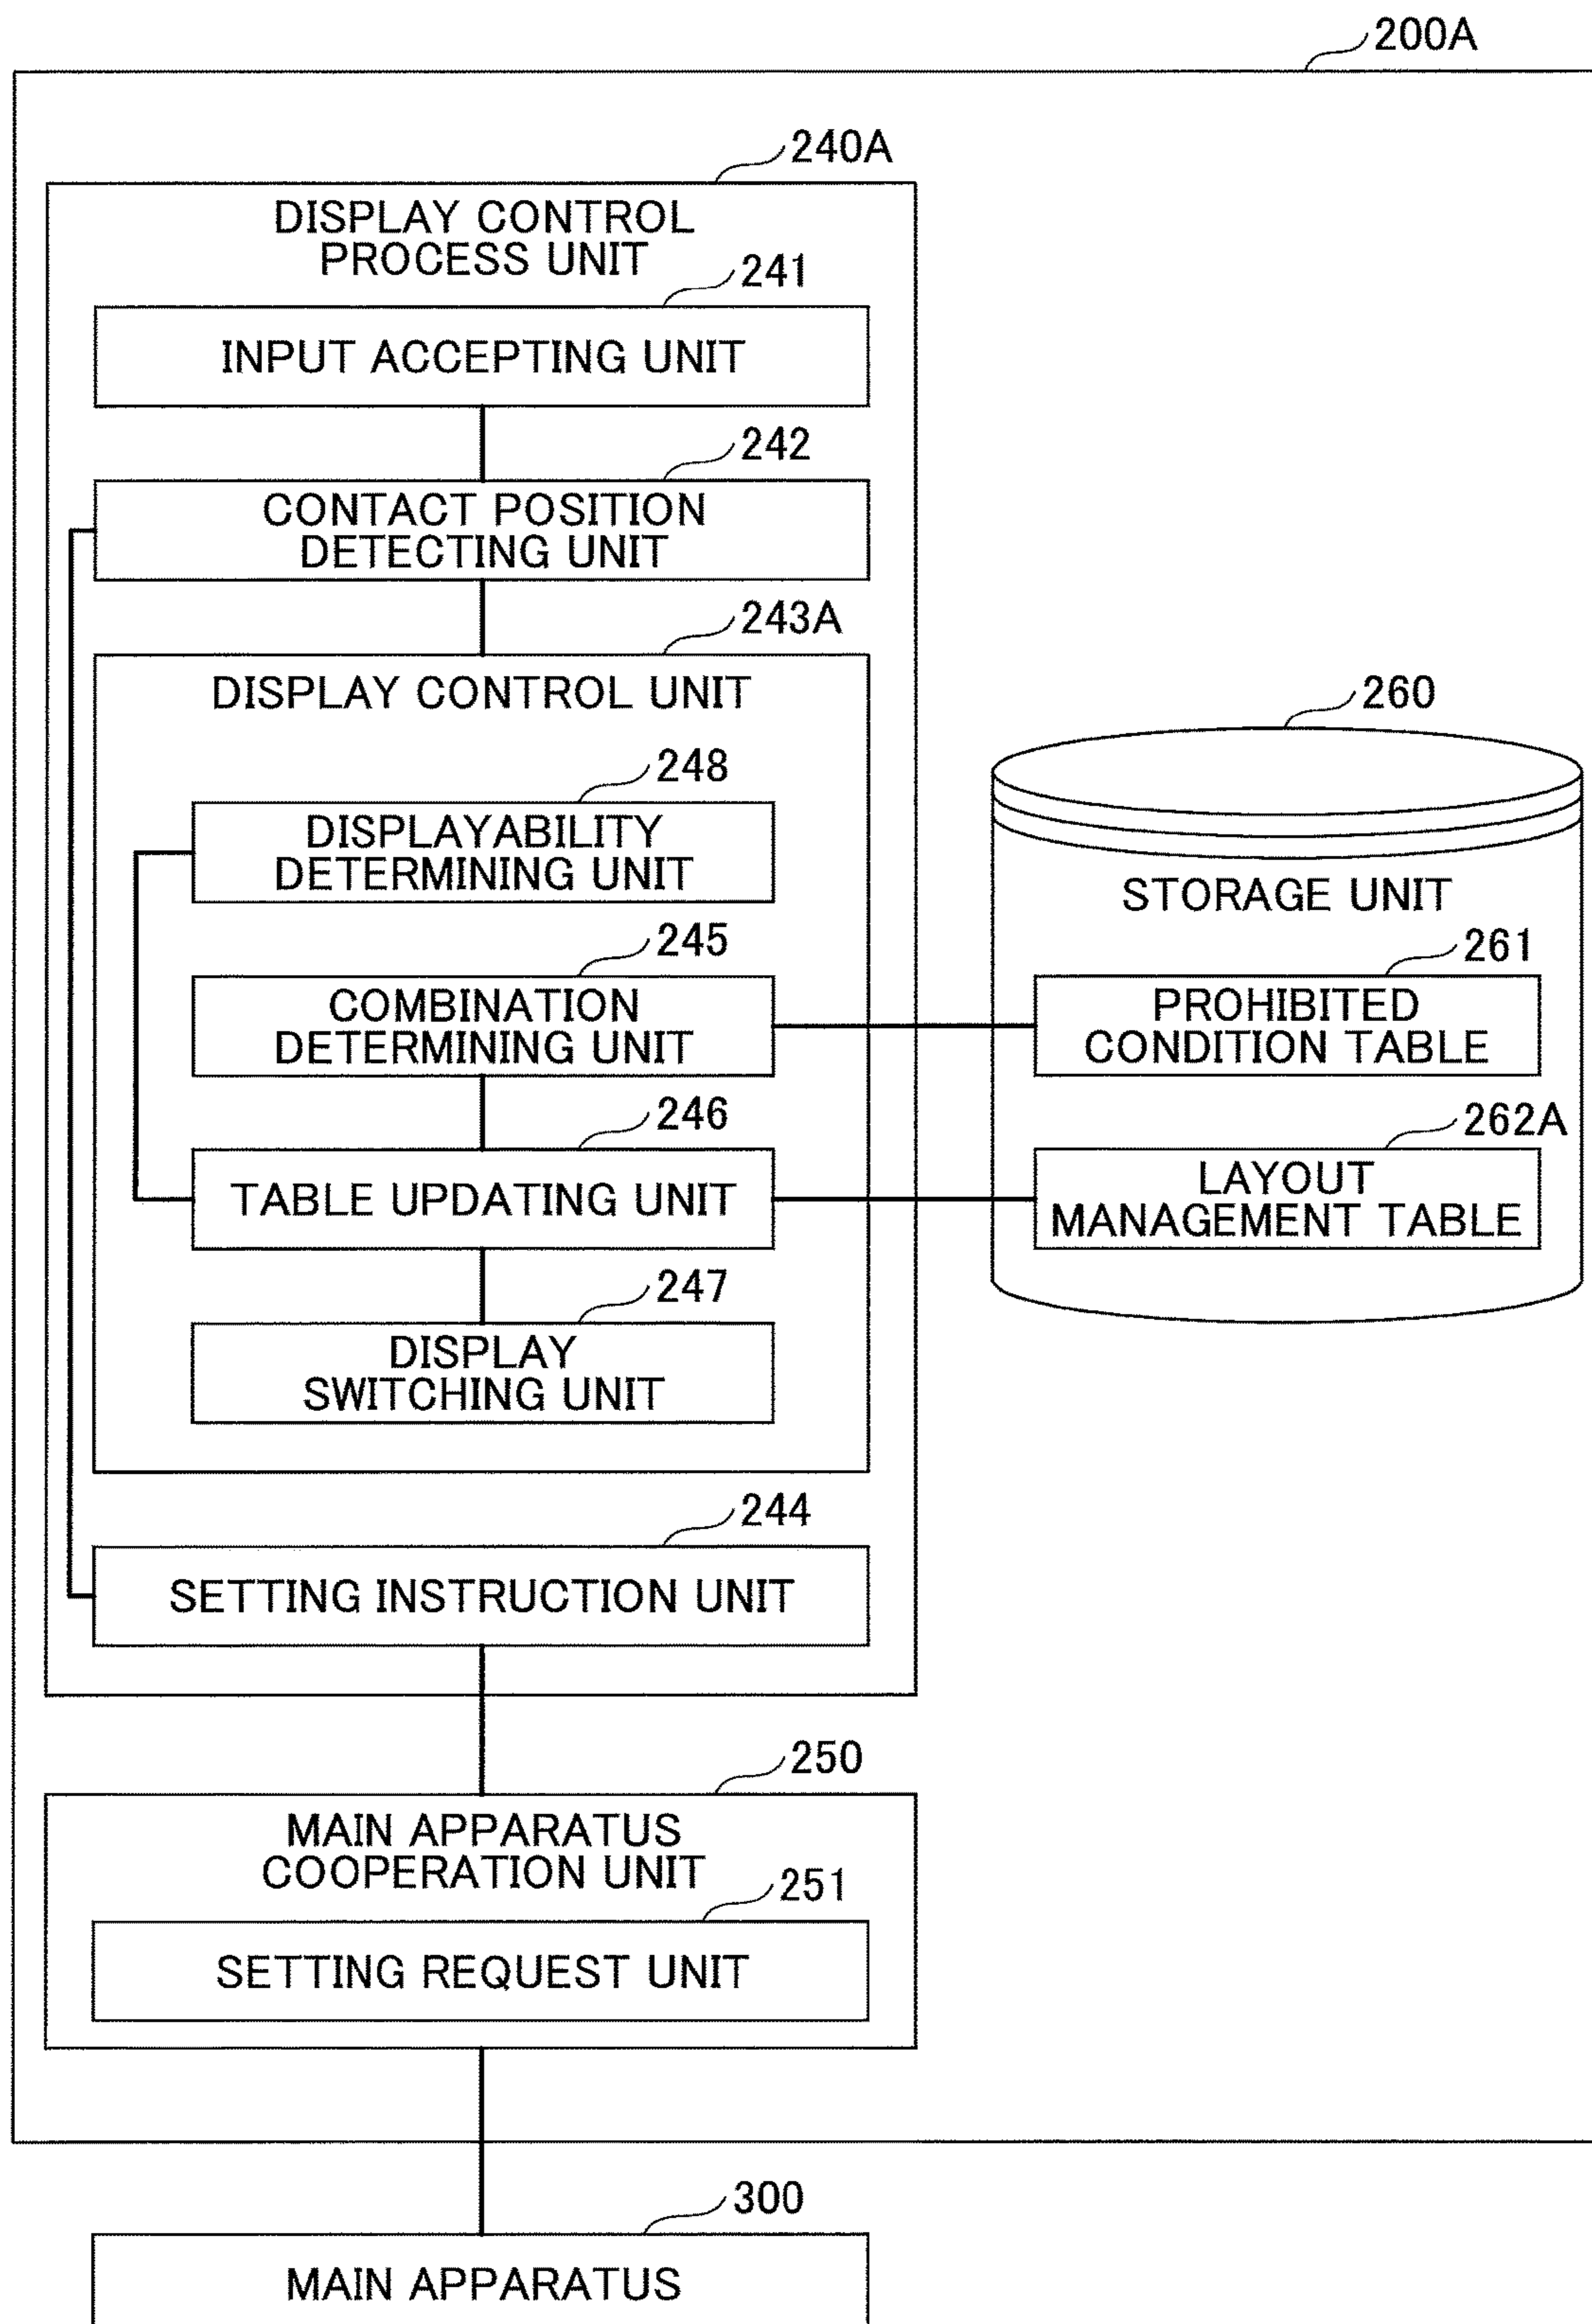 200A
240A
DISPLAY CONTROL
PROCESS UNIT
241
INPUT ACCEPTING UNIT
242
CONTACT POSITION
DETECTING UNIT
243A
DISPLAY CONTROL UNIT
248
DISPLAYABILITY
DETERMINING UNIT
245
COMBINATION
DETERMINING UNIT
246
TABLE UPDATING UNIT
247
DISPLAY
SWITCHING UNIT
260
STORAGE UNIT
261
PROHIBITED
CONDITION TABLE
262A
LAYOUT
MANAGEMENT TABLE
244
SETTING INSTRUCTION UNIT
250
MAIN APPARATUS
COOPERATION UNIT
251
SETTING REQUEST UNIT
300
MAIN APPARATUS